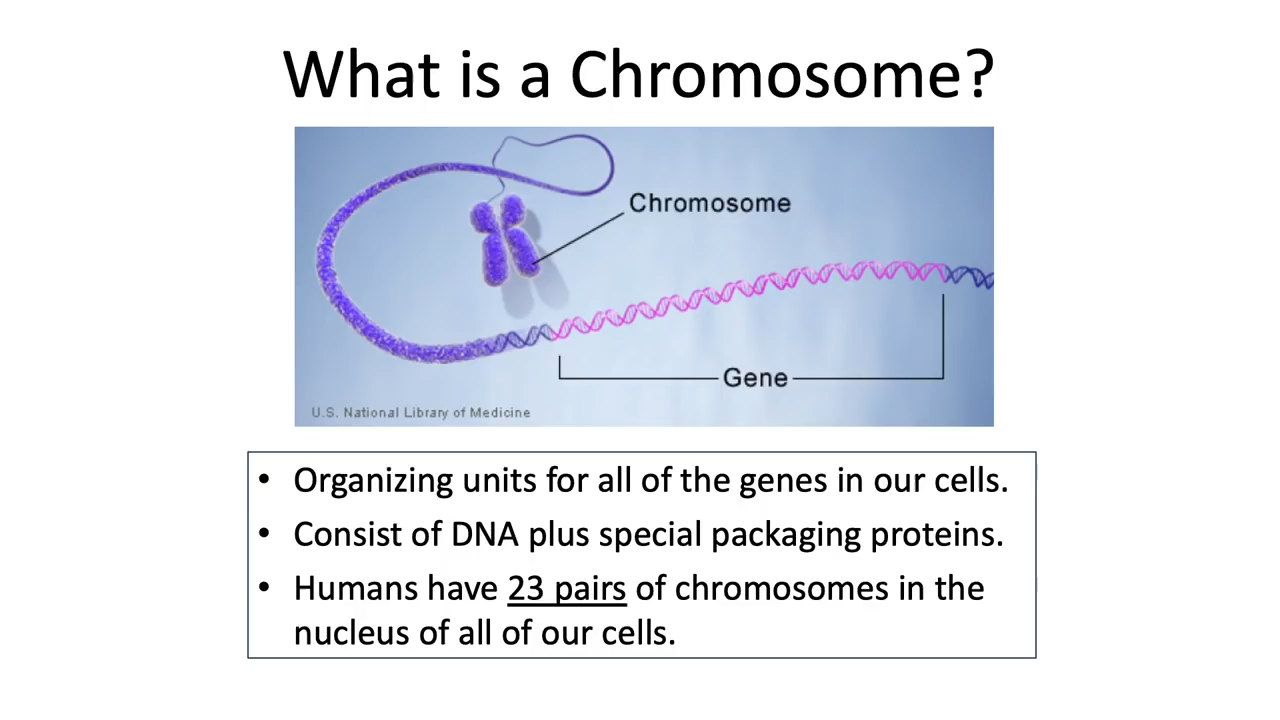 What is a Chromosome?
Chromosome
Gene
U.S. National Library of Medicine
• Organizing units for all of the genes in our cells.
• Consist of DNA plus special packaging proteins.
• Humans have 23 pairs of chromosomes in the
nucleus of all of our cells.